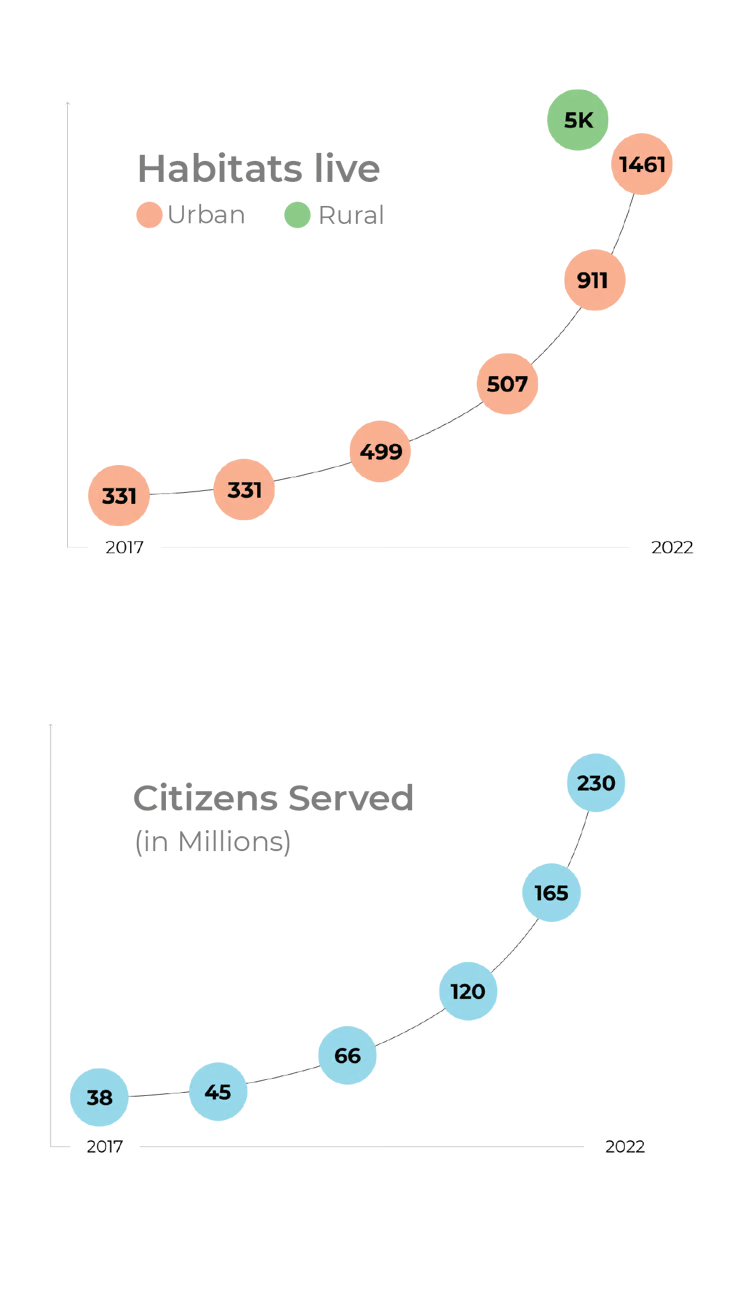 5K
1461
Habitats live
Urban Rural
911
507
499
331
331
2017 2022
230
Citizens Served
(in Millions)
165
120
66
45
38
2017 2022